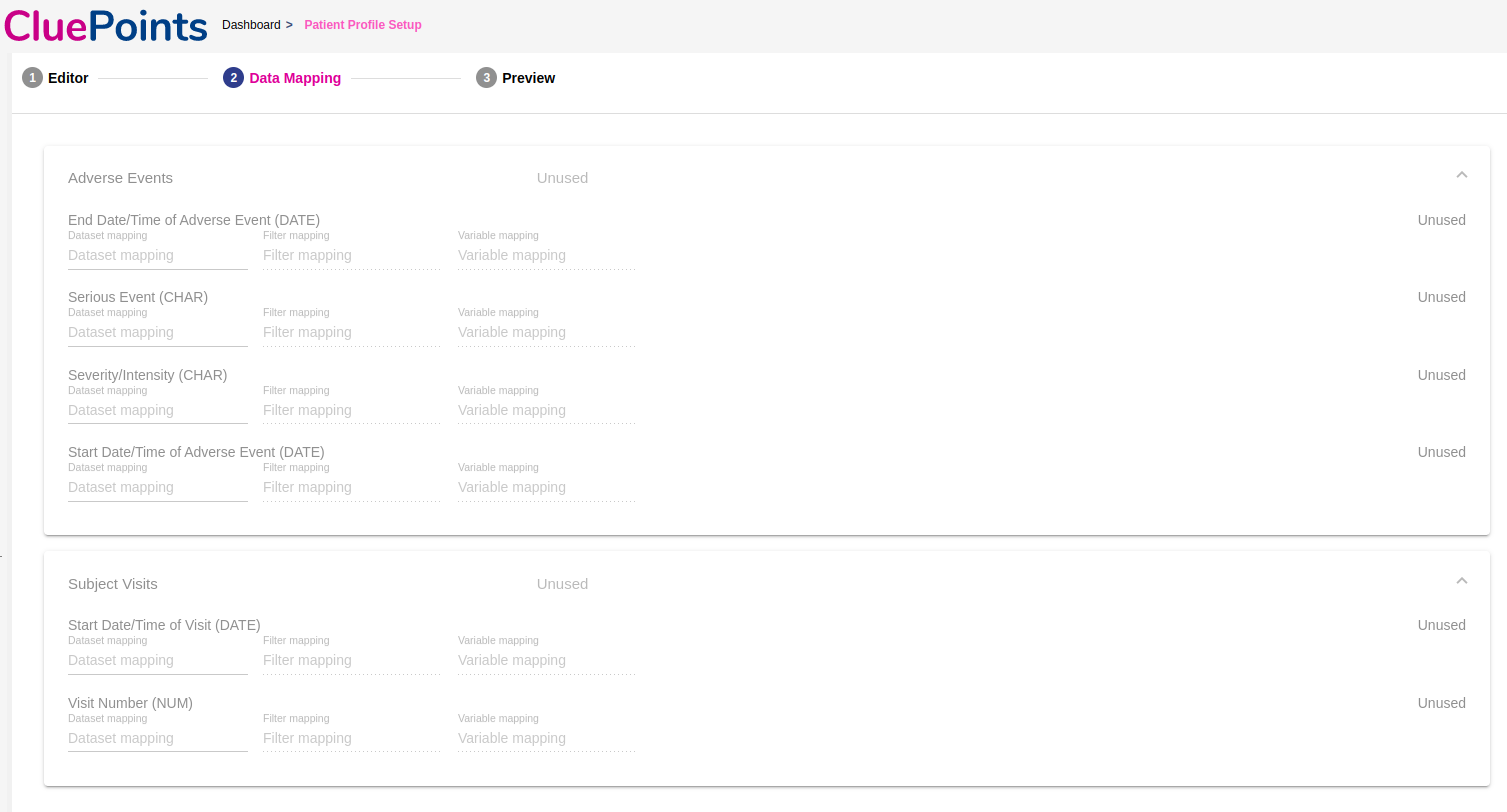 CluePoints Dashboard > Patient Profile Setup
1 Editor 2 Data Mapping 3 Preview
Adverse Events Unused
End Date/Time of Adverse Event (DATE) Unused
Dataset mapping Filter mapping Variable mapping
Dataset mapping Filter mapping Variable mapping
Serious Event (CHAR) Unused
Dataset mapping Filter mapping Variable mapping
Dataset mapping Filter mapping Variable mapping
Severity/Intensity (CHAR) Unused
Dataset mapping Filter mapping Variable mapping
Dataset mapping Filter mapping Variable mapping
Start Date/Time of Adverse Event (DATE) Unused
Dataset mapping Filter mapping Variable mapping
Dataset mapping Filter mapping Variable mapping
Subject Visits Unused
Start Date/Time of Visit (DATE) Unused
Dataset mapping Filter mapping Variable mapping
Dataset mapping Filter mapping Variable mapping
Visit Number (NUM) Unused
Dataset mapping Filter mapping Variable mapping
Dataset mapping Filter mapping Variable mapping